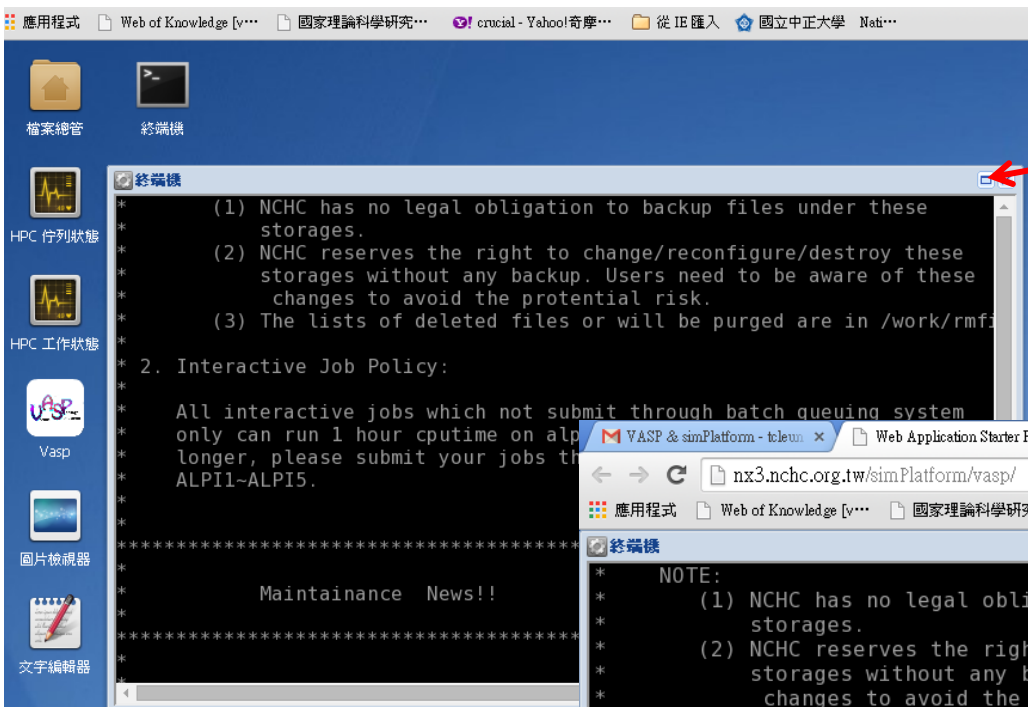 應用程式 Web of Knowledge [v⋯ 國家理論科學研究⋯ crucial - Yahoo!奇摩⋯ 從 IE 匯入 國立中正大學 Nati⋯
檔案總管
終端機
HPC 佇列狀態
HPC 工作狀態
Vasp
圖片檢視器
文字編輯器
終端機
* (1) NCHC has no legal obligation to backup files under these
* storages.
* (2) NCHC reserves the right to change/reconfigure/destroy these
* storages without any backup. Users need to be aware of these
* changes to avoid the protential risk.
* (3) The lists of deleted files or will be purged are in /work/rmfi
*
* 2. Interactive Job Policy:
*
* All interactive jobs which not submit through batch queuing system
* only can run 1 hour cputime on alp
* longer, please submit your jobs th
* ALPI1~ALPI5.
*
*
***************************************
*
* Maintainance News!!
*
***************************************
*
*
VASP & simPlatform - tcleun × Web Application Starter P
nx3.nchc.org.tw/simPlatform/vasp/
應用程式 Web of Knowledge [v⋯ 國家理論科學研究
終端機
* NOTE:
* (1) NCHC has no legal obli
* storages.
* (2) NCHC reserves the righ
* storages without any b
* changes to avoid the